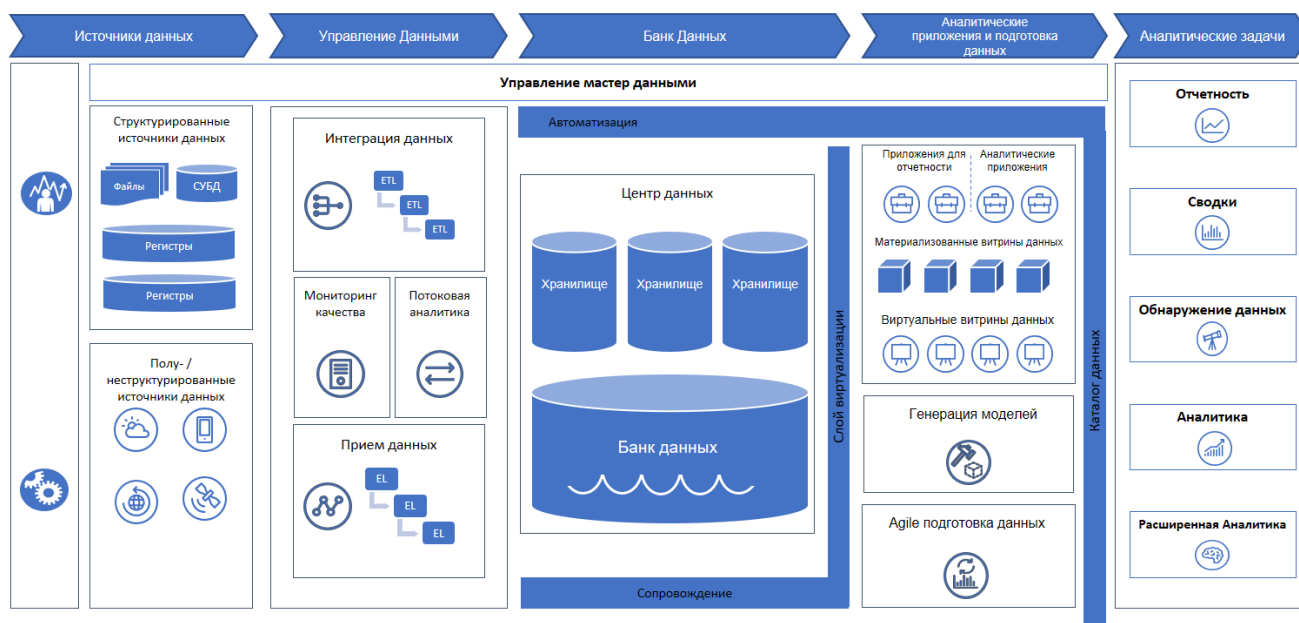 Источники данных
Управление Данными
Банк Данных
Аналитические
приложения и подготовка
данных
Аналитические задачи
Управление мастер данными
Структурированные
источники данных
Файлы
СУБД
Регистры
Регистры
Полу- /
неструктурированные
источники данных
Интеграция данных
ETL
ETL
ETL
Мониторинг
качества
Потоковая
аналитика
Прием данных
EL
EL
EL
Автоматизация
Центр данных
Хранилище
Хранилище
Хранилище
Банк данных
Сопровождение
Слой виртуализации
Приложения для
отчетности
Аналитические
приложения
Материализованные витрины данных
Виртуальные витрины данных
Генерация моделей
Agile подготовка данных
Каталог данных
Отчетность
Сводки
Обнаружение данных
Аналитика
Расширенная Аналитика